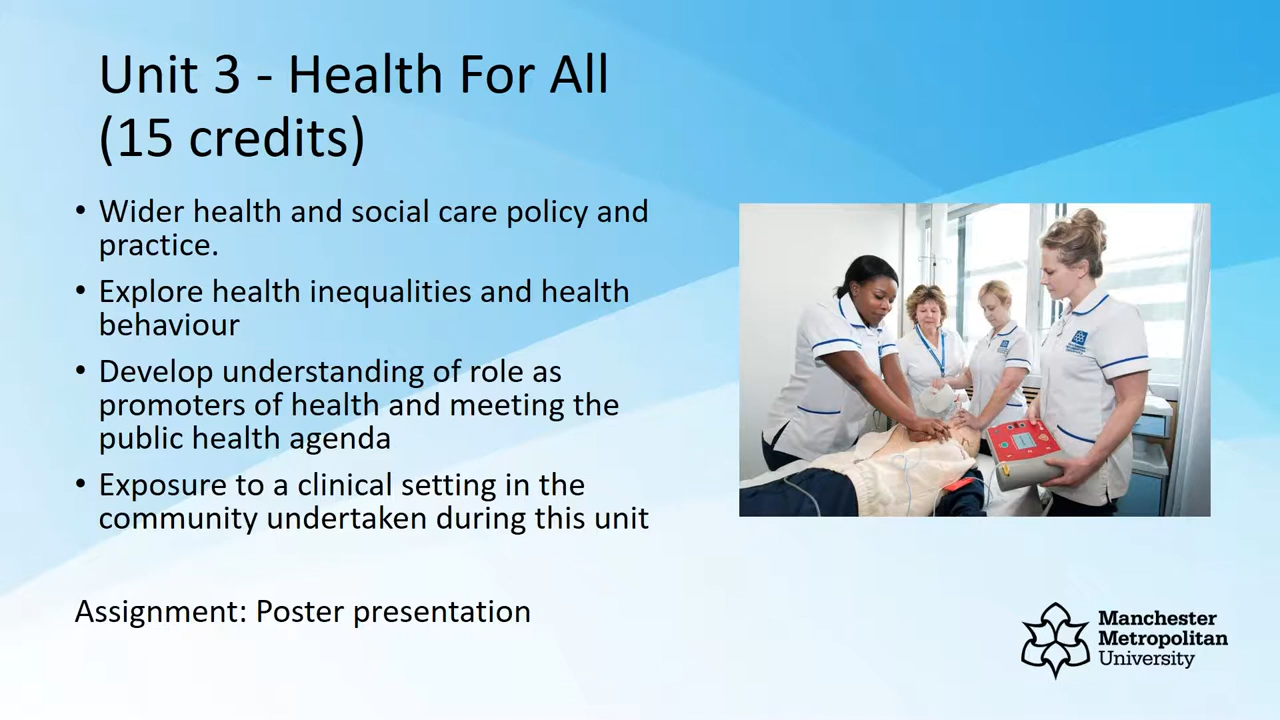 Unit 3 - Health For All
(15 credits)
• Wider health and social care policy and
practice.
• Explore health inequalities and health
behaviour
• Develop understanding of role as
promoters of health and meeting the
public health agenda
• Exposure to a clinical setting in the
community undertaken during this unit
Assignment: Poster presentation
Manchester
Metropolitan
University